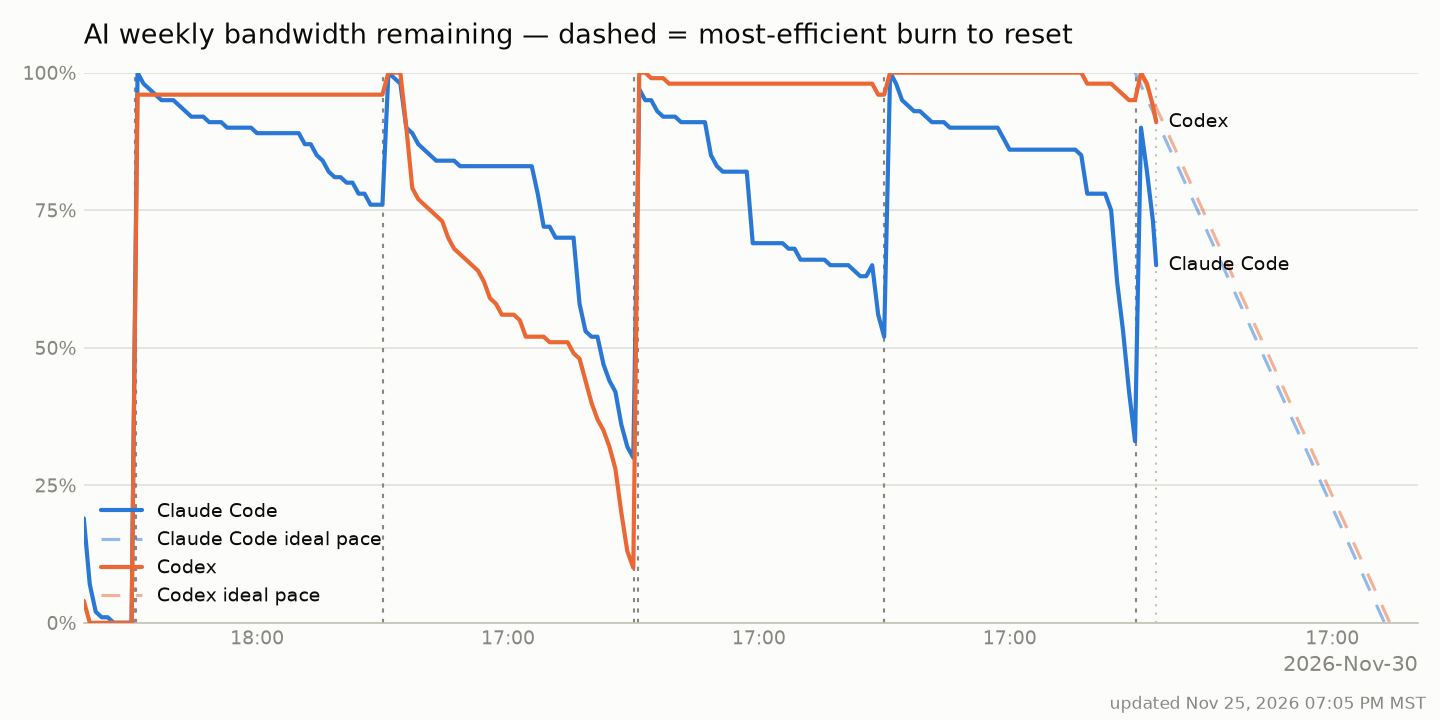 AI weekly bandwidth remaining — dashed = most-efficient burn to reset
100%
75%
50%
25%
0%
Codex
Claude Code
Claude Code
Claude Code ideal pace
Codex
Codex ideal pace
18:00 17:00 17:00 17:00 17:00
2026-Nov-30
updated Nov 25, 2026 07:05 PM MST